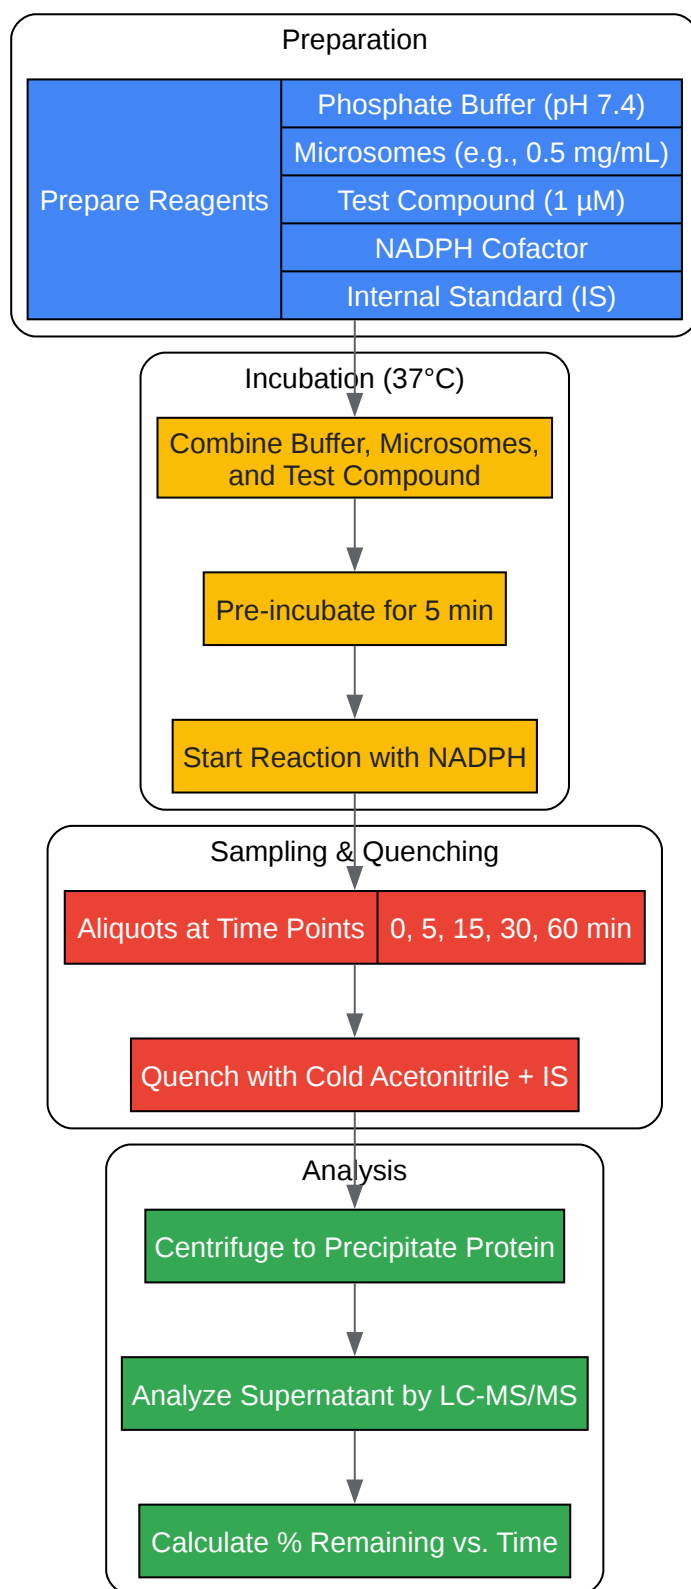 Preparation
Prepare Reagents
Phosphate Buffer (pH 7.4)
Microsomes (e.g., 0.5 mg/mL)
Test Compound (1 µM)
NADPH Cofactor
Internal Standard (IS)
Incubation (37°C)
Combine Buffer, Microsomes,
and Test Compound
Pre-incubate for 5 min
Start Reaction with NADPH
Sampling & Quenching
Aliquots at Time Points
0, 5, 15, 30, 60 min
Quench with Cold Acetonitrile + IS
Analysis
Centrifuge to Precipitate Protein
Analyze Supernatant by LC-MS/MS
Calculate % Remaining vs. Time